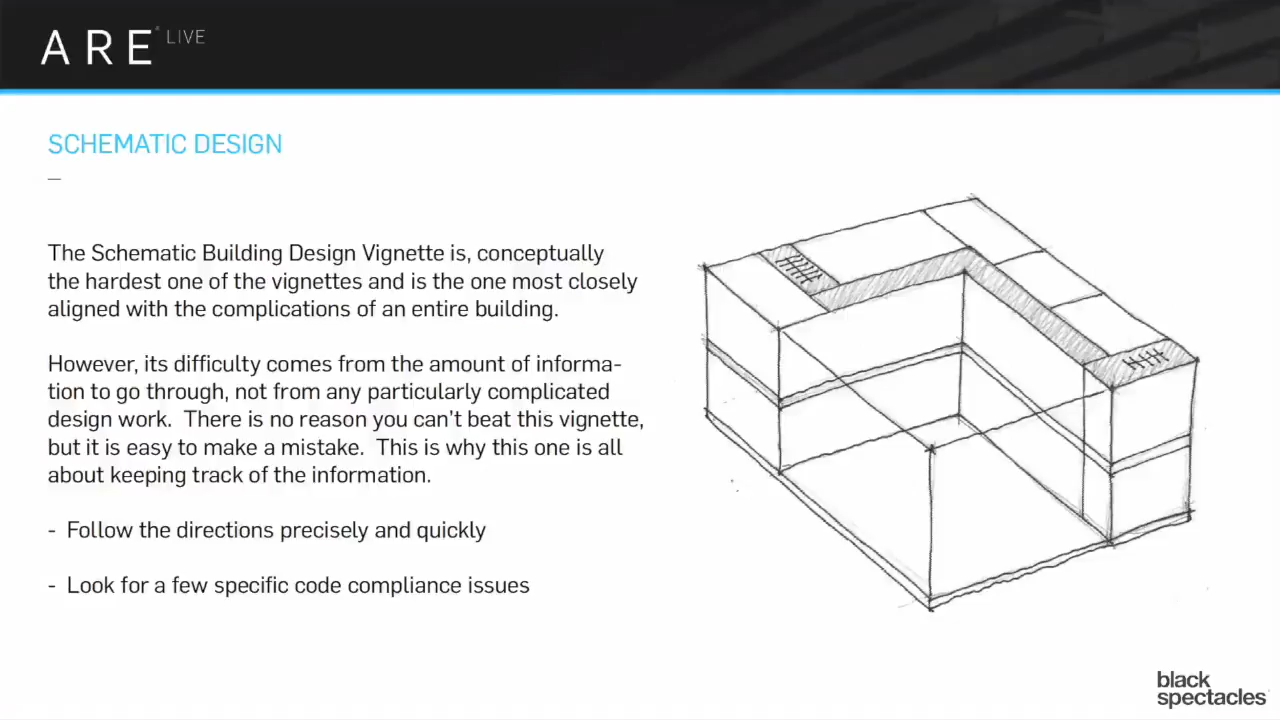 ARE® LIVE
SCHEMATIC DESIGN
The Schematic Building Design Vignette is, conceptually
the hardest one of the vignettes and is the one most closely
aligned with the complications of an entire building.
However, its difficulty comes from the amount of informa-
tion to go through, not from any particularly complicated
design work.  There is no reason you can't beat this vignette,
but it is easy to make a mistake.  This is why this one is all
about keeping track of the information.
-  Follow the directions precisely and quickly
-  Look for a few specific code compliance issues
black
spectacles